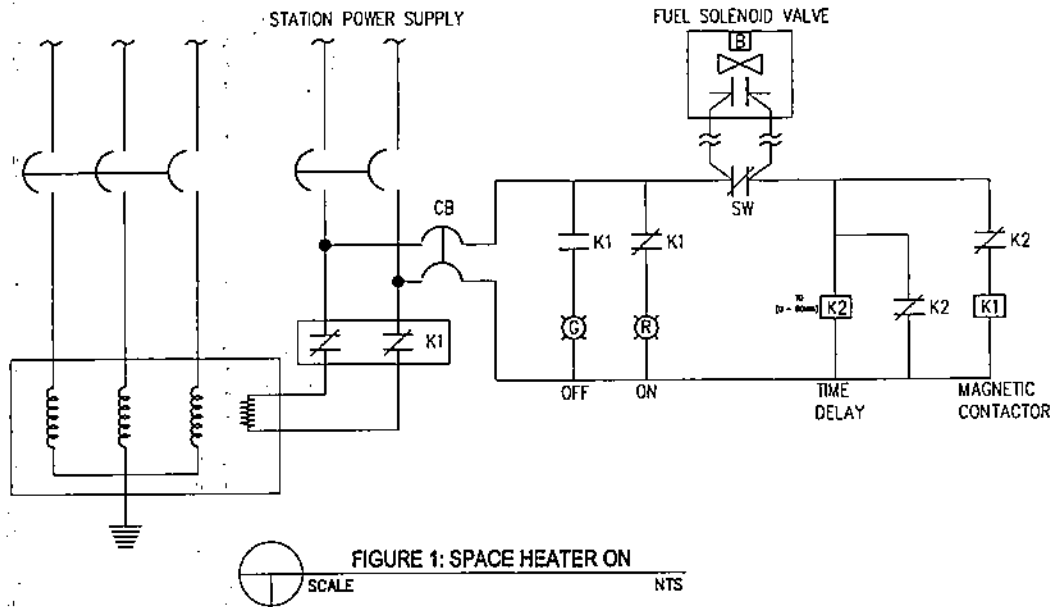 STATION POWER SUPPLY
FUEL SOLENOID VALVE
B
CB
SW
K1
K1
K2
K1
K2
K2
K1
G
R
OFF
ON
TIME
DELAY
MAGNETIC
CONTACTOR
FIGURE 1: SPACE HEATER ON
SCALE
NTS